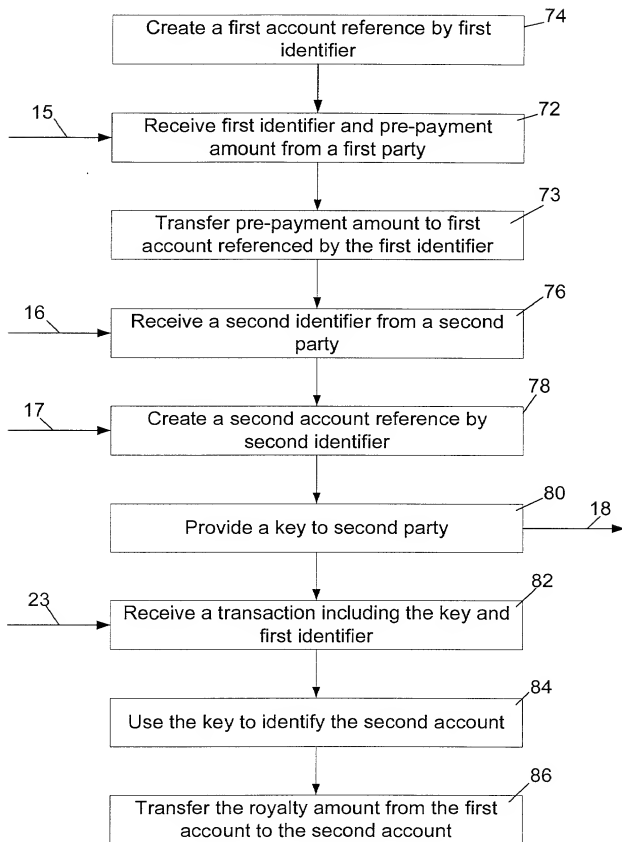 74
Create a first account reference by first
identifier
15
72
Receive first identifier and pre-payment
amount from a first party
73
Transfer pre-payment amount to first
account referenced by the first identifier
16
76
Receive a second identifier from a second
party
17
78
Create a second account reference by
second identifier
80
Provide a key to second party
18
23
82
Receive a transaction including the key and
first identifier
84
Use the key to identify the second account
86
Transfer the royalty amount from the first
account to the second account